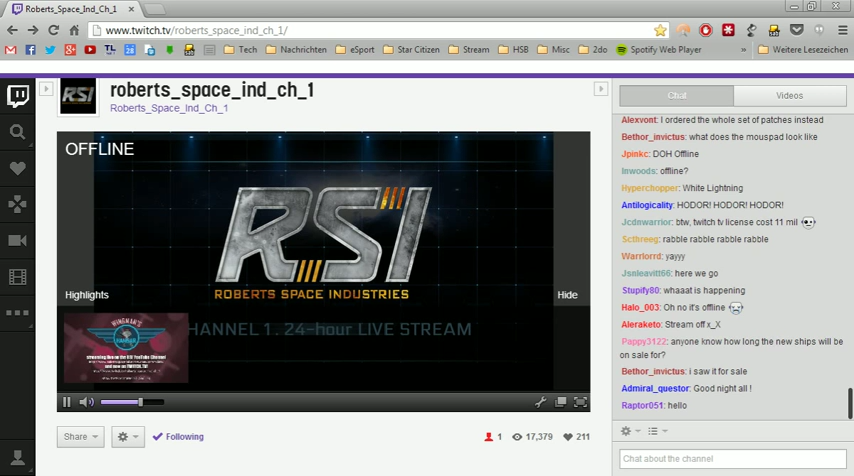 Roberts_Space_Ind_Ch_1
www.twitch.tv/roberts_space_ind_ch_1/
28 Tech Nachrichten eSport Star Citizen Stream HSB Misc 2do Spotify Web Player » Weitere Lesezeichen
roberts_space_ind_ch_1
Roberts_Space_Ind_Ch_1
OFFLINE
RSI
ROBERTS SPACE INDUSTRIES
Highlights
Hide
WINGMAN'S
HANGAR
HANNEL 1. 24-hour LIVE STREAM
Share
Following
1 17,379 211
Chat Videos
Alexvont: I ordered the whole set of patches instead
Bethor_invictus: what does the mouspad look like
Jpinkc: DOH Offline
Inwoods: offline?
Hyperchopper: White Lightning
Antilogicality: HODOR! HODOR! HODOR!
Jcdnwarrior: btw, twitch tv license cost 11 mil
Scthreeg: rabble rabble rabble rabble
Warriorrd: yayyy
Jsnleavitt66: here we go
Stupify80: whaaat is happening
Halo_003: Oh no it's offline
Aleraketo: Stream off x_X
Pappy3122: anyone know how long the new ships will be
on sale for?
Bethor_invictus: i saw it for sale
Admiral_questor: Good night all !
Raptor051: hello
Chat about the channel